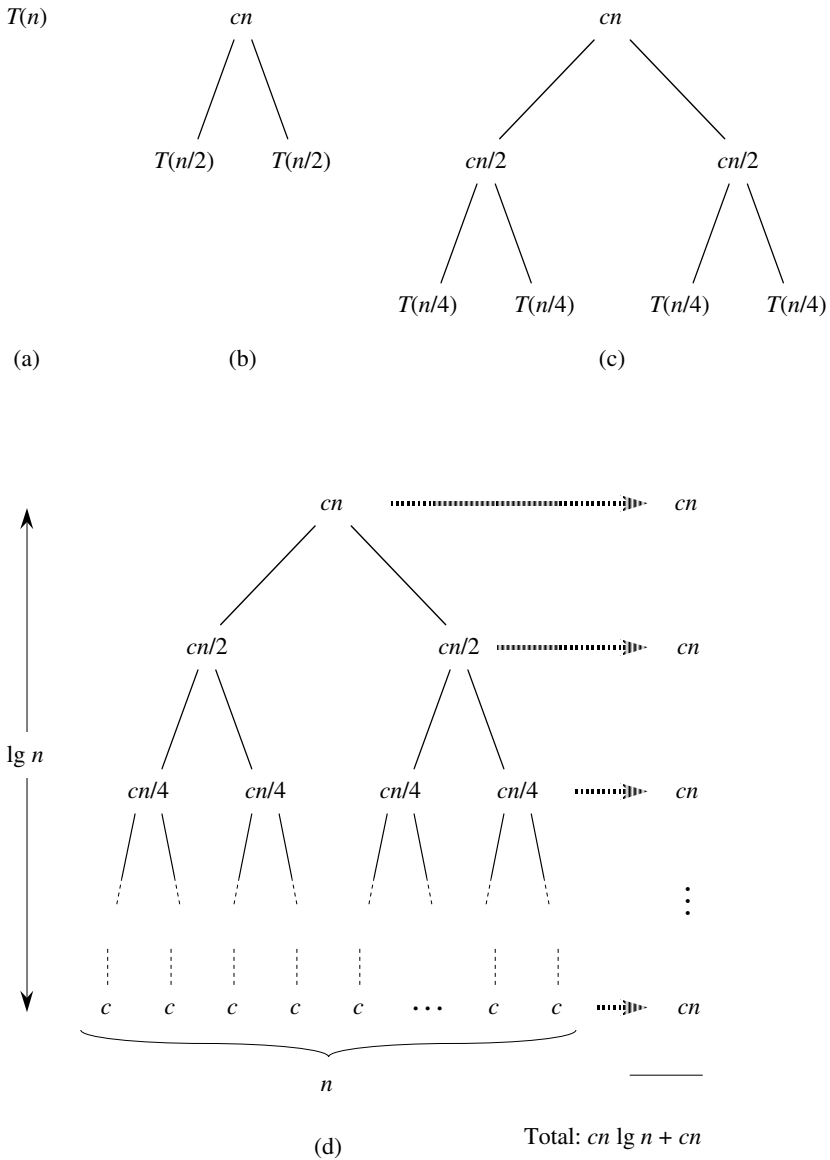 T(n) cn cn
T(n/2) T(n/2) cn/2 cn/2
T(n/4) T(n/4) T(n/4) T(n/4)
(a) (b) (c)
cn cn
cn/2 cn/2 cn
lg n
cn/4 cn/4 cn/4 cn/4 cn
c c c c c … c c cn
n
Total: cn lg n + cn
(d)